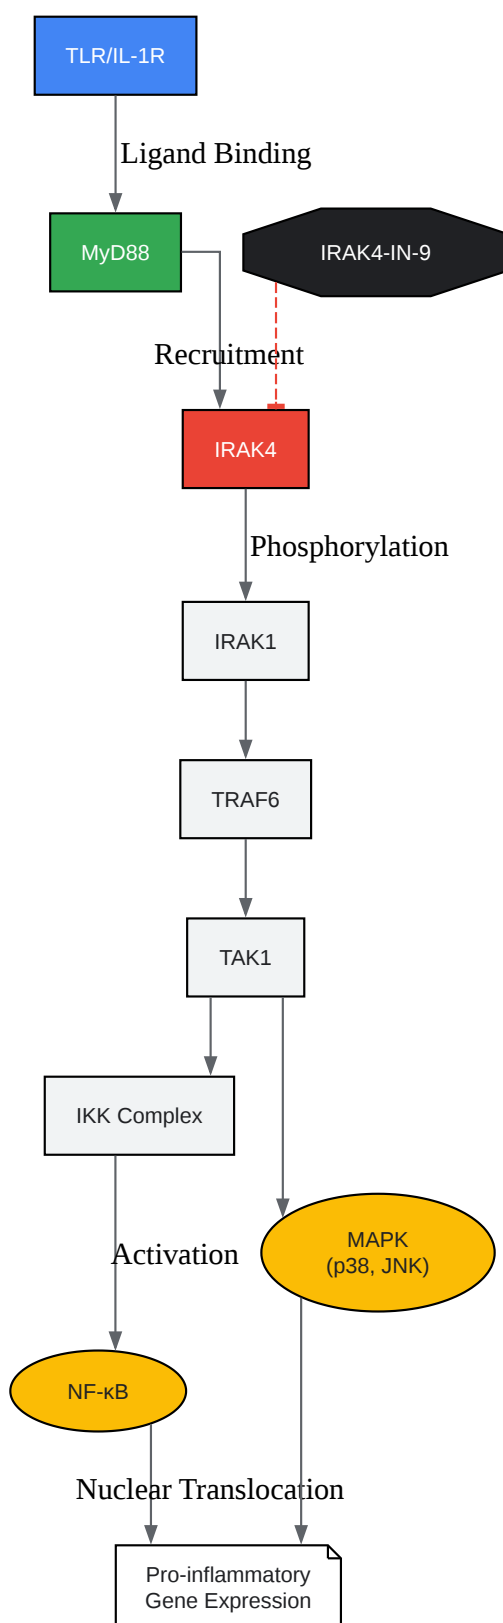 TLR/IL-1R
Ligand Binding
MyD88
IRAK4-IN-9
Recruitment
IRAK4
Phosphorylation
IRAK1
TRAF6
TAK1
IKK Complex
MAPK
(p38, JNK)
Activation
NF-κB
Nuclear Translocation
Pro-inflammatory
Gene Expression